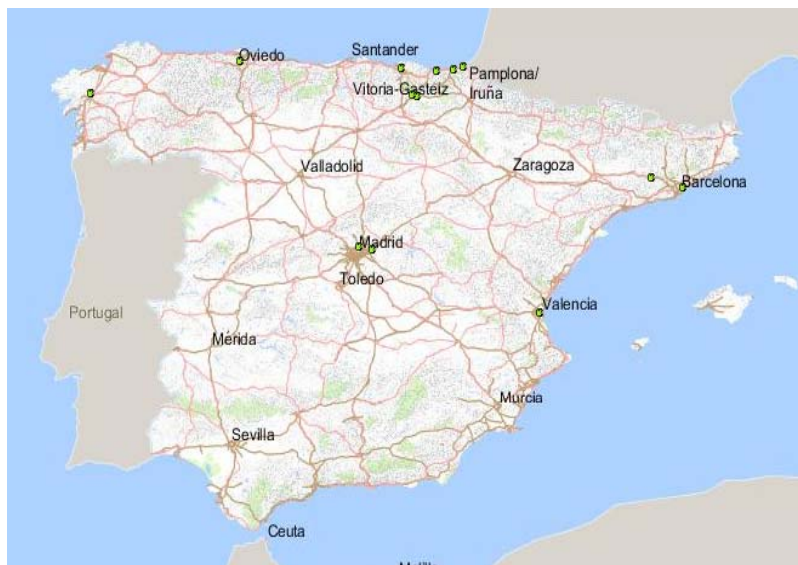 Oviedo
Santander
Pamplona/
Iruña
Vitoria-Gasteiz
Valladolid
Zaragoza
Barcelona
Madrid
Toledo
Portugal
Valencia
Mérida
Murcia
Sevilla
Ceuta